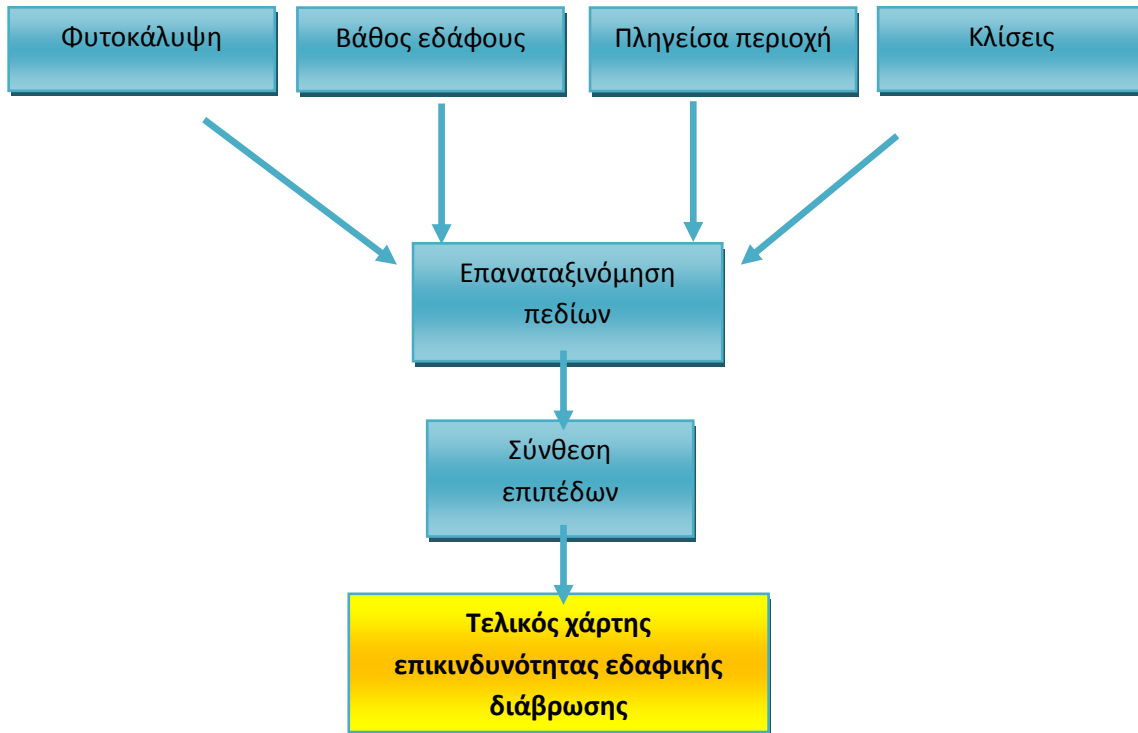 Φυτοκάλυψη
Βάθος εδάφους
Πληγείσα περιοχή
Κλίσεις
Επαναταξινόμηση
πεδίων
Σύνθεση
επιπέδων
Τελικός χάρτης
επικινδυνότητας εδαφικής
διάβρωσης